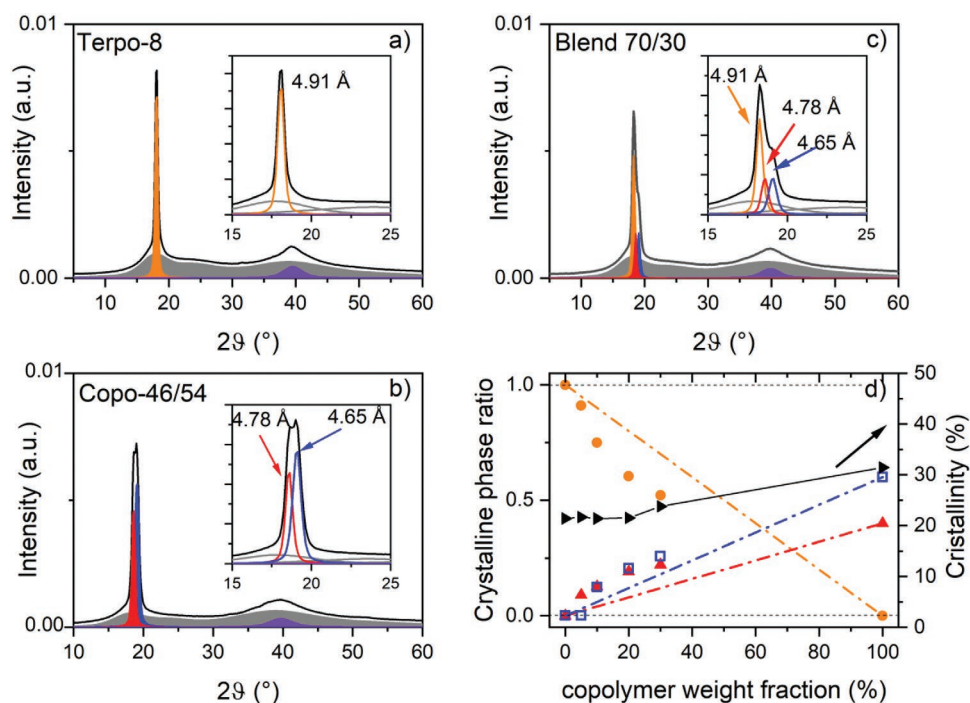 Terpo-8
a)
4.91 Å
0.01
0.00
Intensity (a.u.)
15 20 25
10 20 30 40 50 60
2ϑ (°)
Blend 70/30
c)
4.91 Å
4.78 Å
4.65 Å
0.01
0.00
Intensity (a.u.)
15 20 25
10 20 30 40 50 60
2ϑ (°)
Copo-46/54
b)
4.78 Å
4.65 Å
0.01
0.00
Intensity (a.u.)
15 20 25
10 20 30 40 50 60
2ϑ (°)
d)
1.0
0.5
0.0
Crystalline phase ratio
50
40
30
20
10
0
Cristallinity (%)
0 20 40 60 80 100
copolymer weight fraction (%)